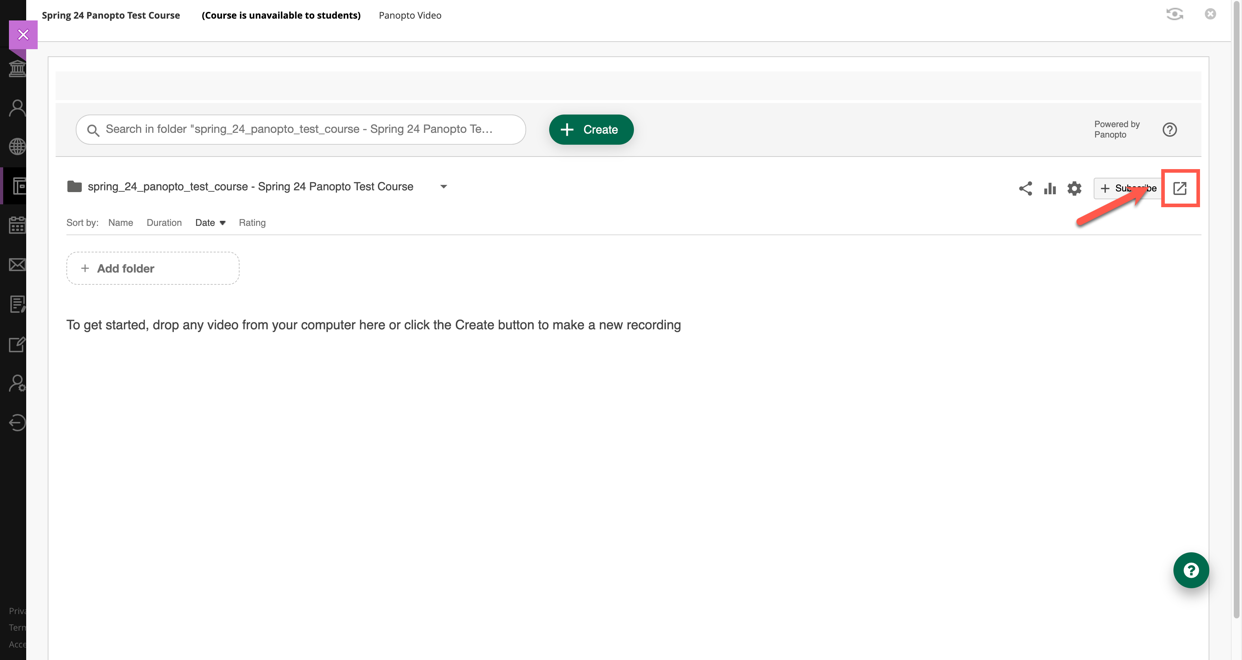 Spring 24 Panopto Test Course (Course is unavailable to students) Panopto Video
Search in folder "spring_24_panopto_test_course - Spring 24 Panopto Te...
+ Create
Powered by
Panopto
spring_24_panopto_test_course - Spring 24 Panopto Test Course
+ Subscribe
Sort by: Name Duration Date Rating
+ Add folder
To get started, drop any video from your computer here or click the Create button to make a new recording